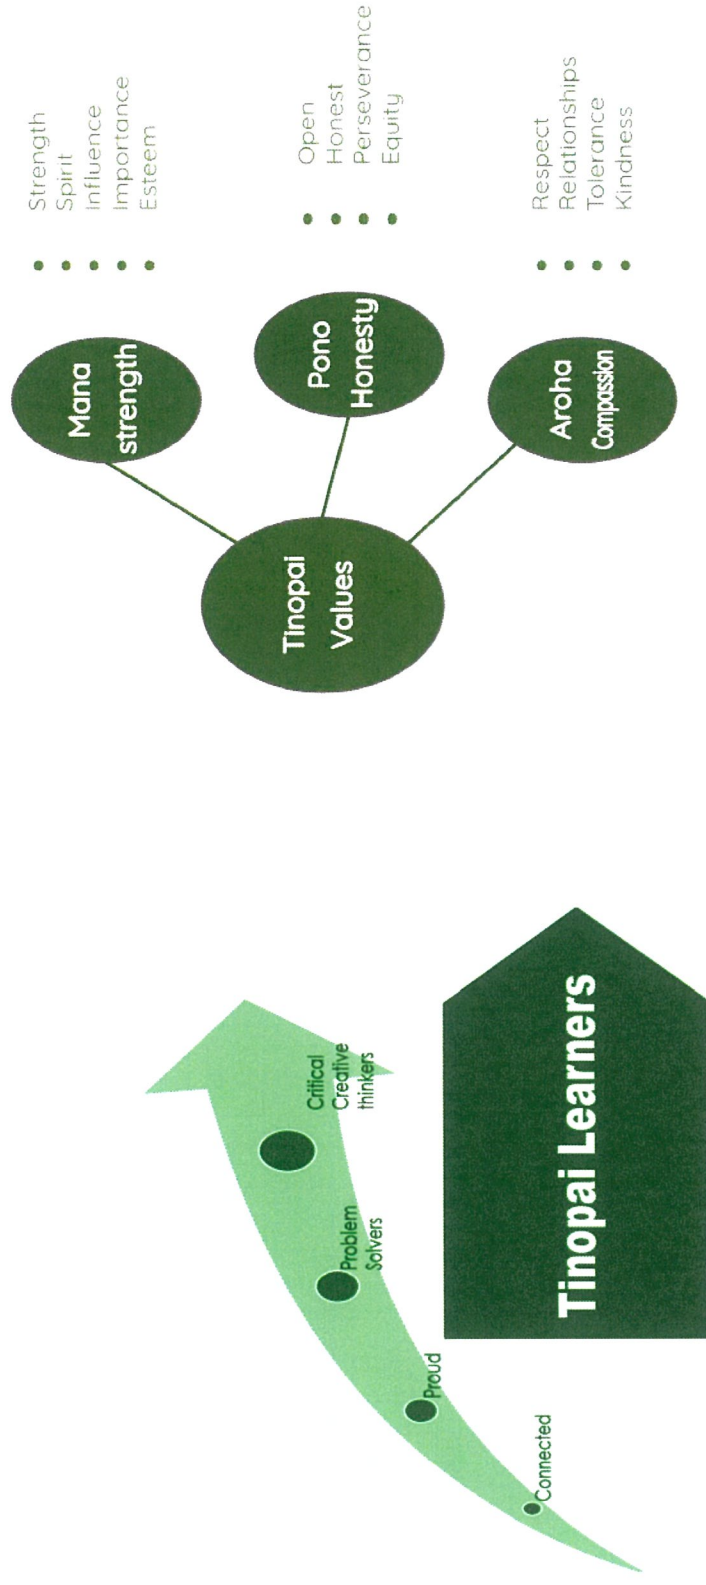 Connected
Proud
Problem
Solvers
Critical
Creative
thinkers
Tinopai Learners
Tinopai
Values
Mana
strength
Strength
Spirit
Influence
Importance
Esteem
Pono
Honesty
Open
Honest
Perseverance
Equity
Aroha
Compassion
Respect
Relationships
Tolerance
Kindness